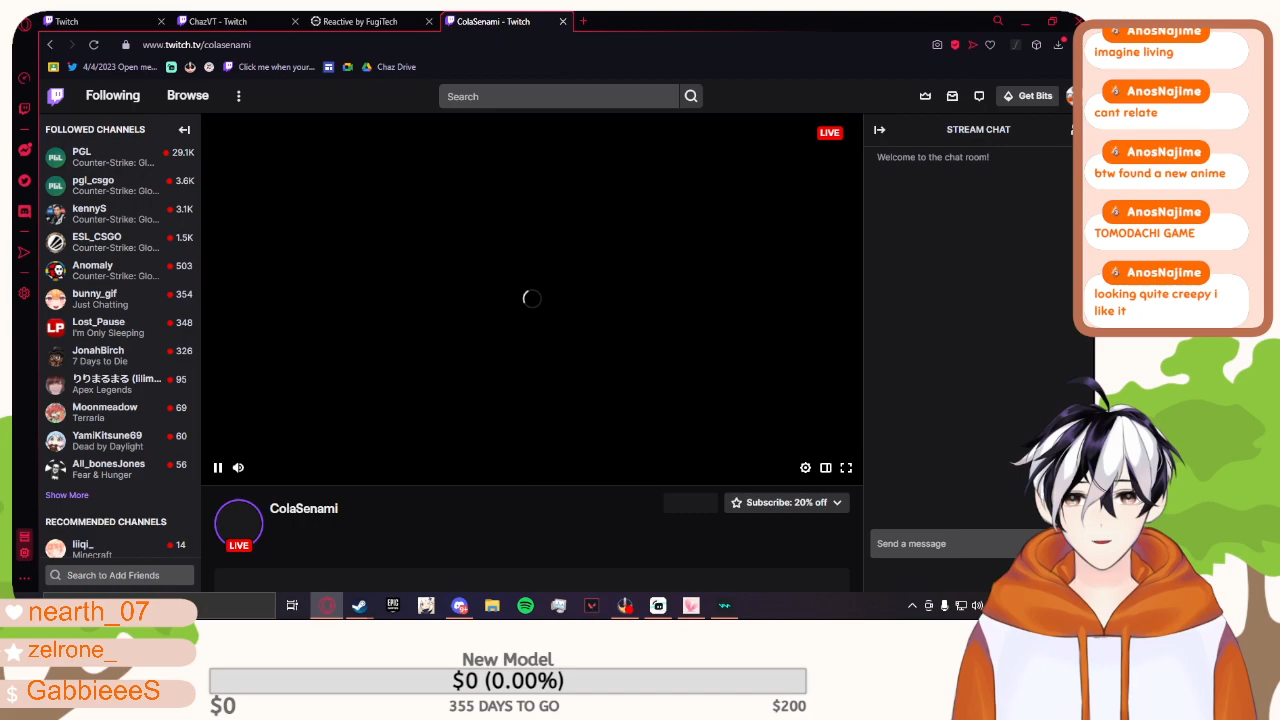 Twitch
ChazVT - Twitch
Reactive by FugiTech
ColaSenami - Twitch
www.twitch.tv/colasenami
4/4/2023 Open me...
Click me when your...
Chaz Drive
Following
Browse
Search
Get Bits
FOLLOWED CHANNELS
PGL
29.1K
Counter-Strike: Gl...
pgl_csgo
3.6K
Counter-Strike: Glo...
kennyS
3.1K
Counter-Strike: Glo...
ESL_CSGO
1.5K
Counter-Strike: Glo...
Anomaly
503
Counter-Strike: Glo...
bunny_gif
354
Just Chatting
Lost_Pause
348
I'm Only Sleeping
JonahBirch
326
7 Days to Die
りりまるまる (lilim...
95
Apex Legends
Moonmeadow
69
Terraria
YamiKitsune69
60
Dead by Daylight
All_bonesJones
56
Fear & Hunger
Show More
RECOMMENDED CHANNELS
liiqi_
14
Minecraft
Search to Add Friends
LIVE
ColaSenami
LIVE
Subscribe: 20% off
STREAM CHAT
Welcome to the chat room!
Send a message
AnosNajime
imagine living
AnosNajime
cant relate
AnosNajime
btw found a new anime
AnosNajime
TOMODACHI GAME
AnosNajime
looking quite creepy i
like it
nearth_07
zelrone_
GabbieeeS
New Model
$0 (0.00%)
$0
355 DAYS TO GO
$200